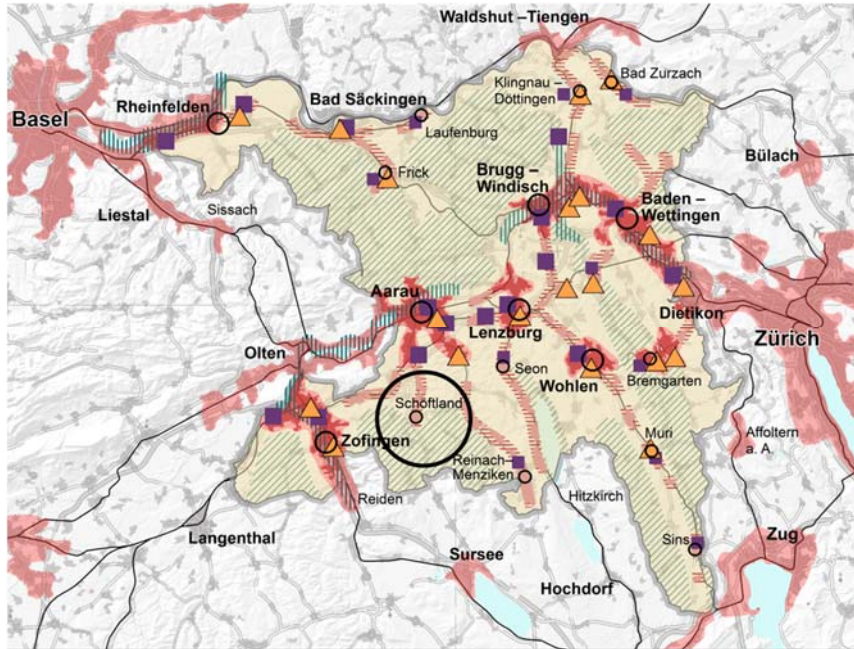 Waldshut –Tiengen
Klingnau –
Döttingen
Bad Zurzach
Rheinfelden
Bad Säckingen
Basel
Laufenburg
Bülach
Frick
Brugg –
Windisch
Baden –
Wettingen
Liestal
Sissach
Aarau
Lenzburg
Dietikon
Zürich
Olten
Seon
Wohlen
Bremgarten
Schöftland
Zofingen
Muri
Affoltern
a. A.
Reinach–
Menziken
Reiden
Hitzkirch
Langenthal
Sins
Zug
Sursee
Hochdorf